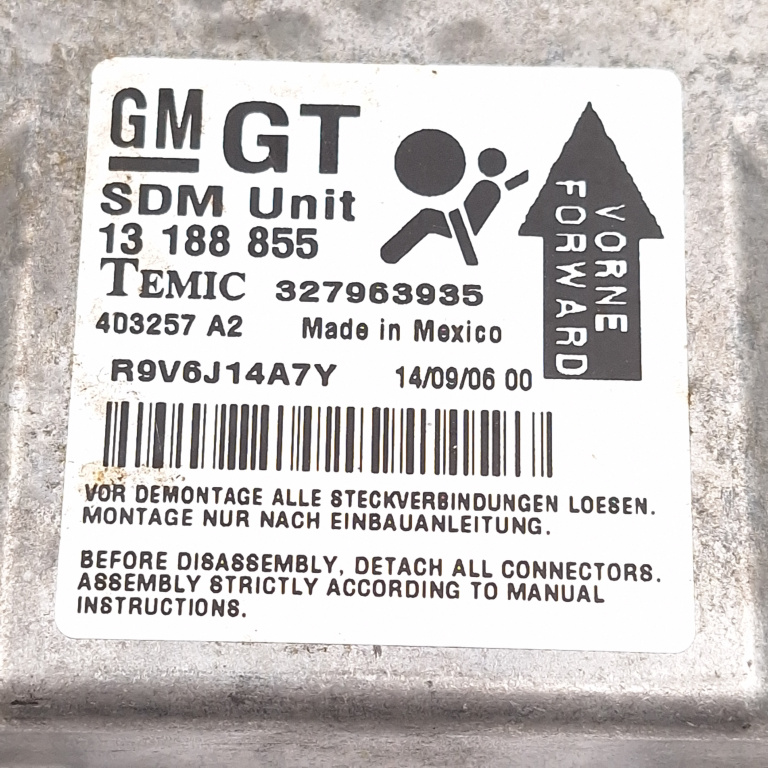 GM GT
SDM Unit
13 188 855
TEMIC 327963935
403257 A2 Made in Mexico
R9V6J14A7Y 14/09/06 00
VORNE
FORWARD
VOR DEMONTAGE ALLE STECKVERBINDUNGEN LOESEN.
MONTAGE NUR NACH EINBAUANLEITUNG.
BEFORE DISASSEMBLY, DETACH ALL CONNECTORS.
ASSEMBLY STRICTLY ACCORDING TO MANUAL
INSTRUCTIONS.